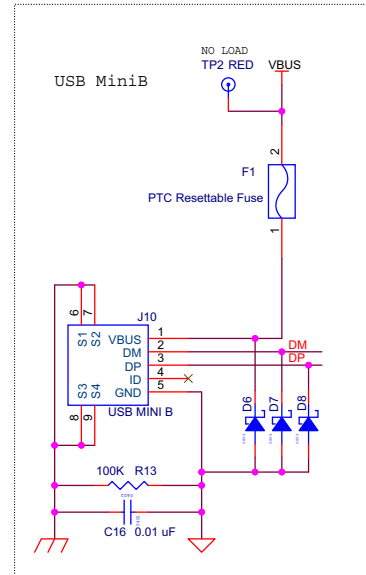 NO LOAD
TP2 RED
VBUS
USB MiniB
2
F1
PTC Resettable Fuse
1
J10
6
7
S1
S2
VBUS
1
DM
2
DM
DP
3
DP
ID
4
GND
5
S3
S4
8
9
USB MINI B
D6
D7
D8
100K R13
0402
C16 0.01 uF